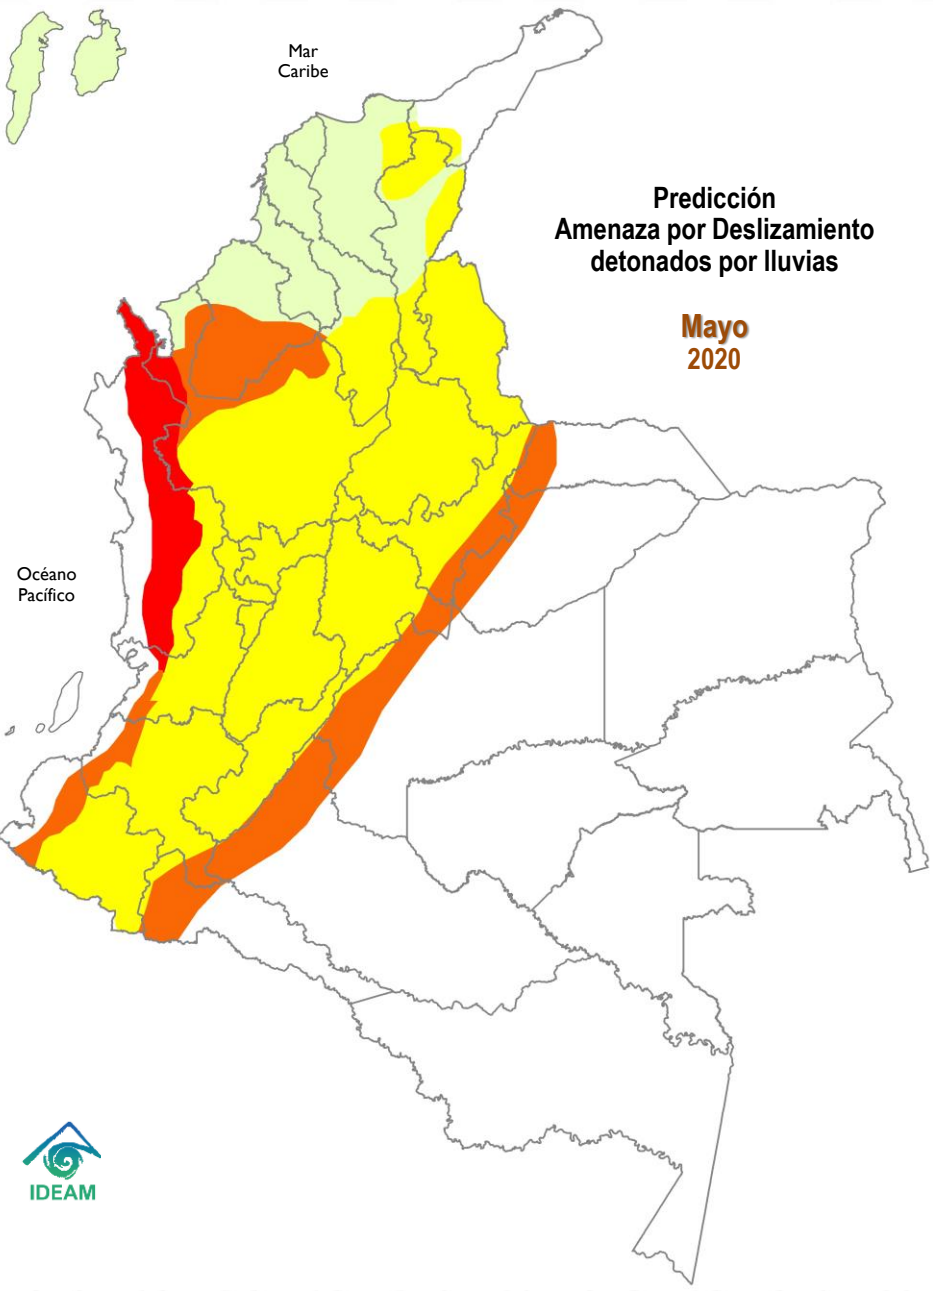 Mar
Caribe
Predicción
Amenaza por Deslizamiento
detonados por lluvias
Mayo
2020
Océano
Pacífico
IDEAM